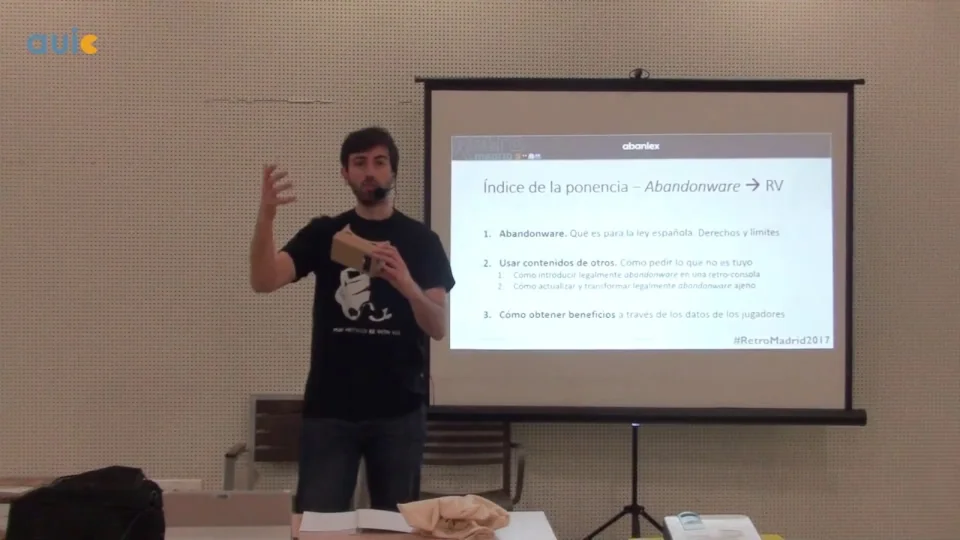 auic
abanlex
Índice de la ponencia – Abandonware → RV
1. Abandonware. Qué es para la ley española. Derechos y límites
2. Usar contenidos de otros. Cómo pedir lo que no es tuyo
1. Cómo introducir legalmente abandonware en una retro-consola
2. Cómo actualizar y transformar legalmente abandonware ajeno
3. Cómo obtener beneficios a través de los datos de los jugadores
#RetroMadrid2017